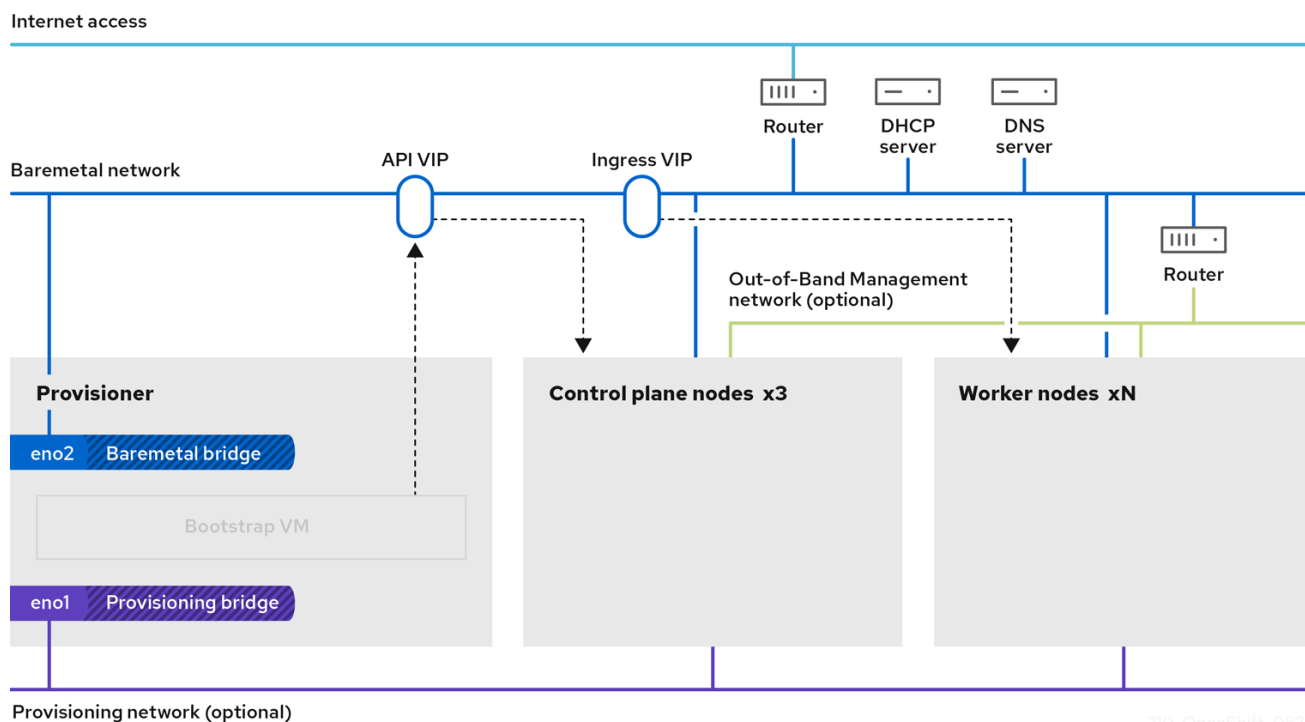 Internet access
Router
DHCP
server
DNS
server
Baremetal network
API VIP
Ingress VIP
Router
Out-of-Band Management
network (optional)
Provisioner
Control plane nodes x3
Worker nodes xN
eno2
Baremetal bridge
Bootstrap VM
eno1
Provisioning bridge
Provisioning network (optional)